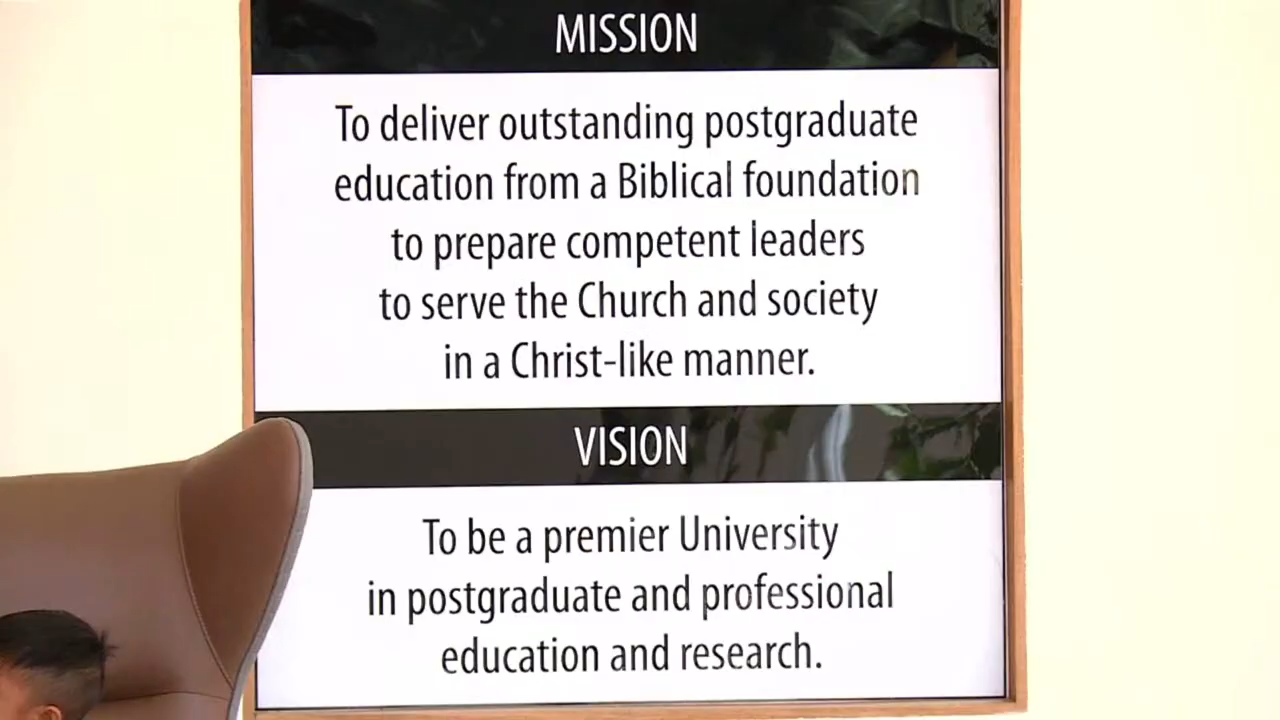 MISSION
To deliver outstanding postgraduate
education from a Biblical foundation
to prepare competent leaders
to serve the Church and society
in a Christ-like manner.
VISION
To be a premier University
in postgraduate and professional
education and research.